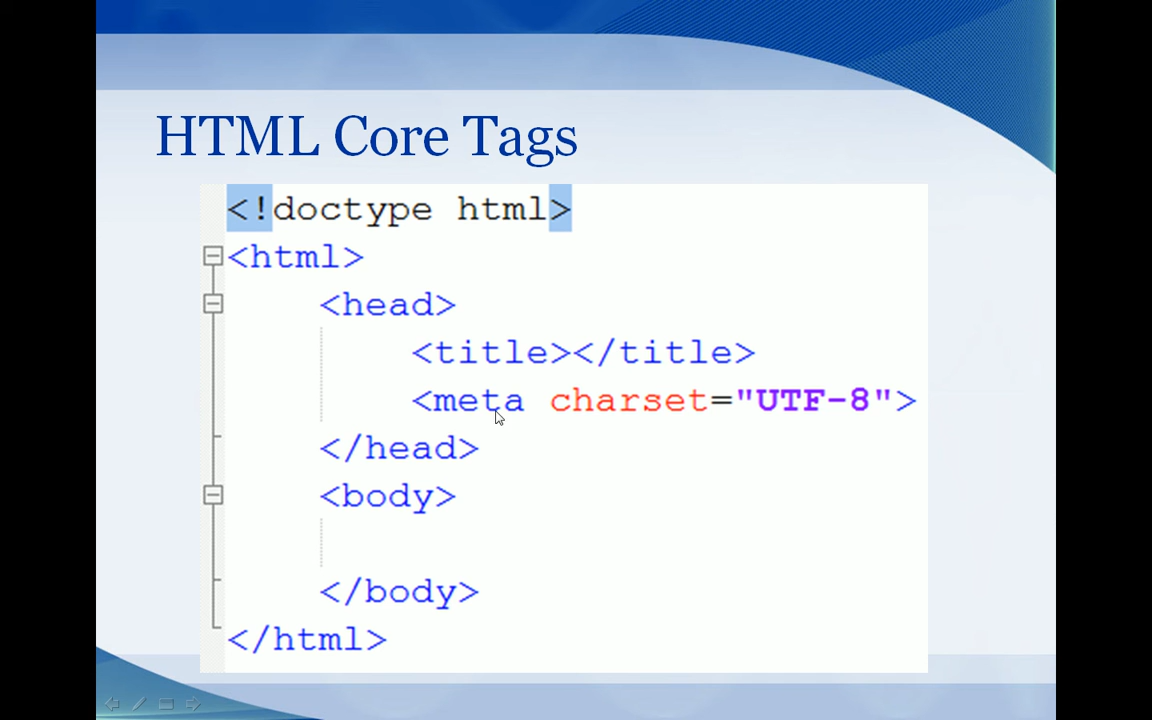 HTML Core Tags
<!doctype html>
<html>
<head>
<title></title>
<meta charset="UTF-8">
</head>
<body>
</body>
</html>